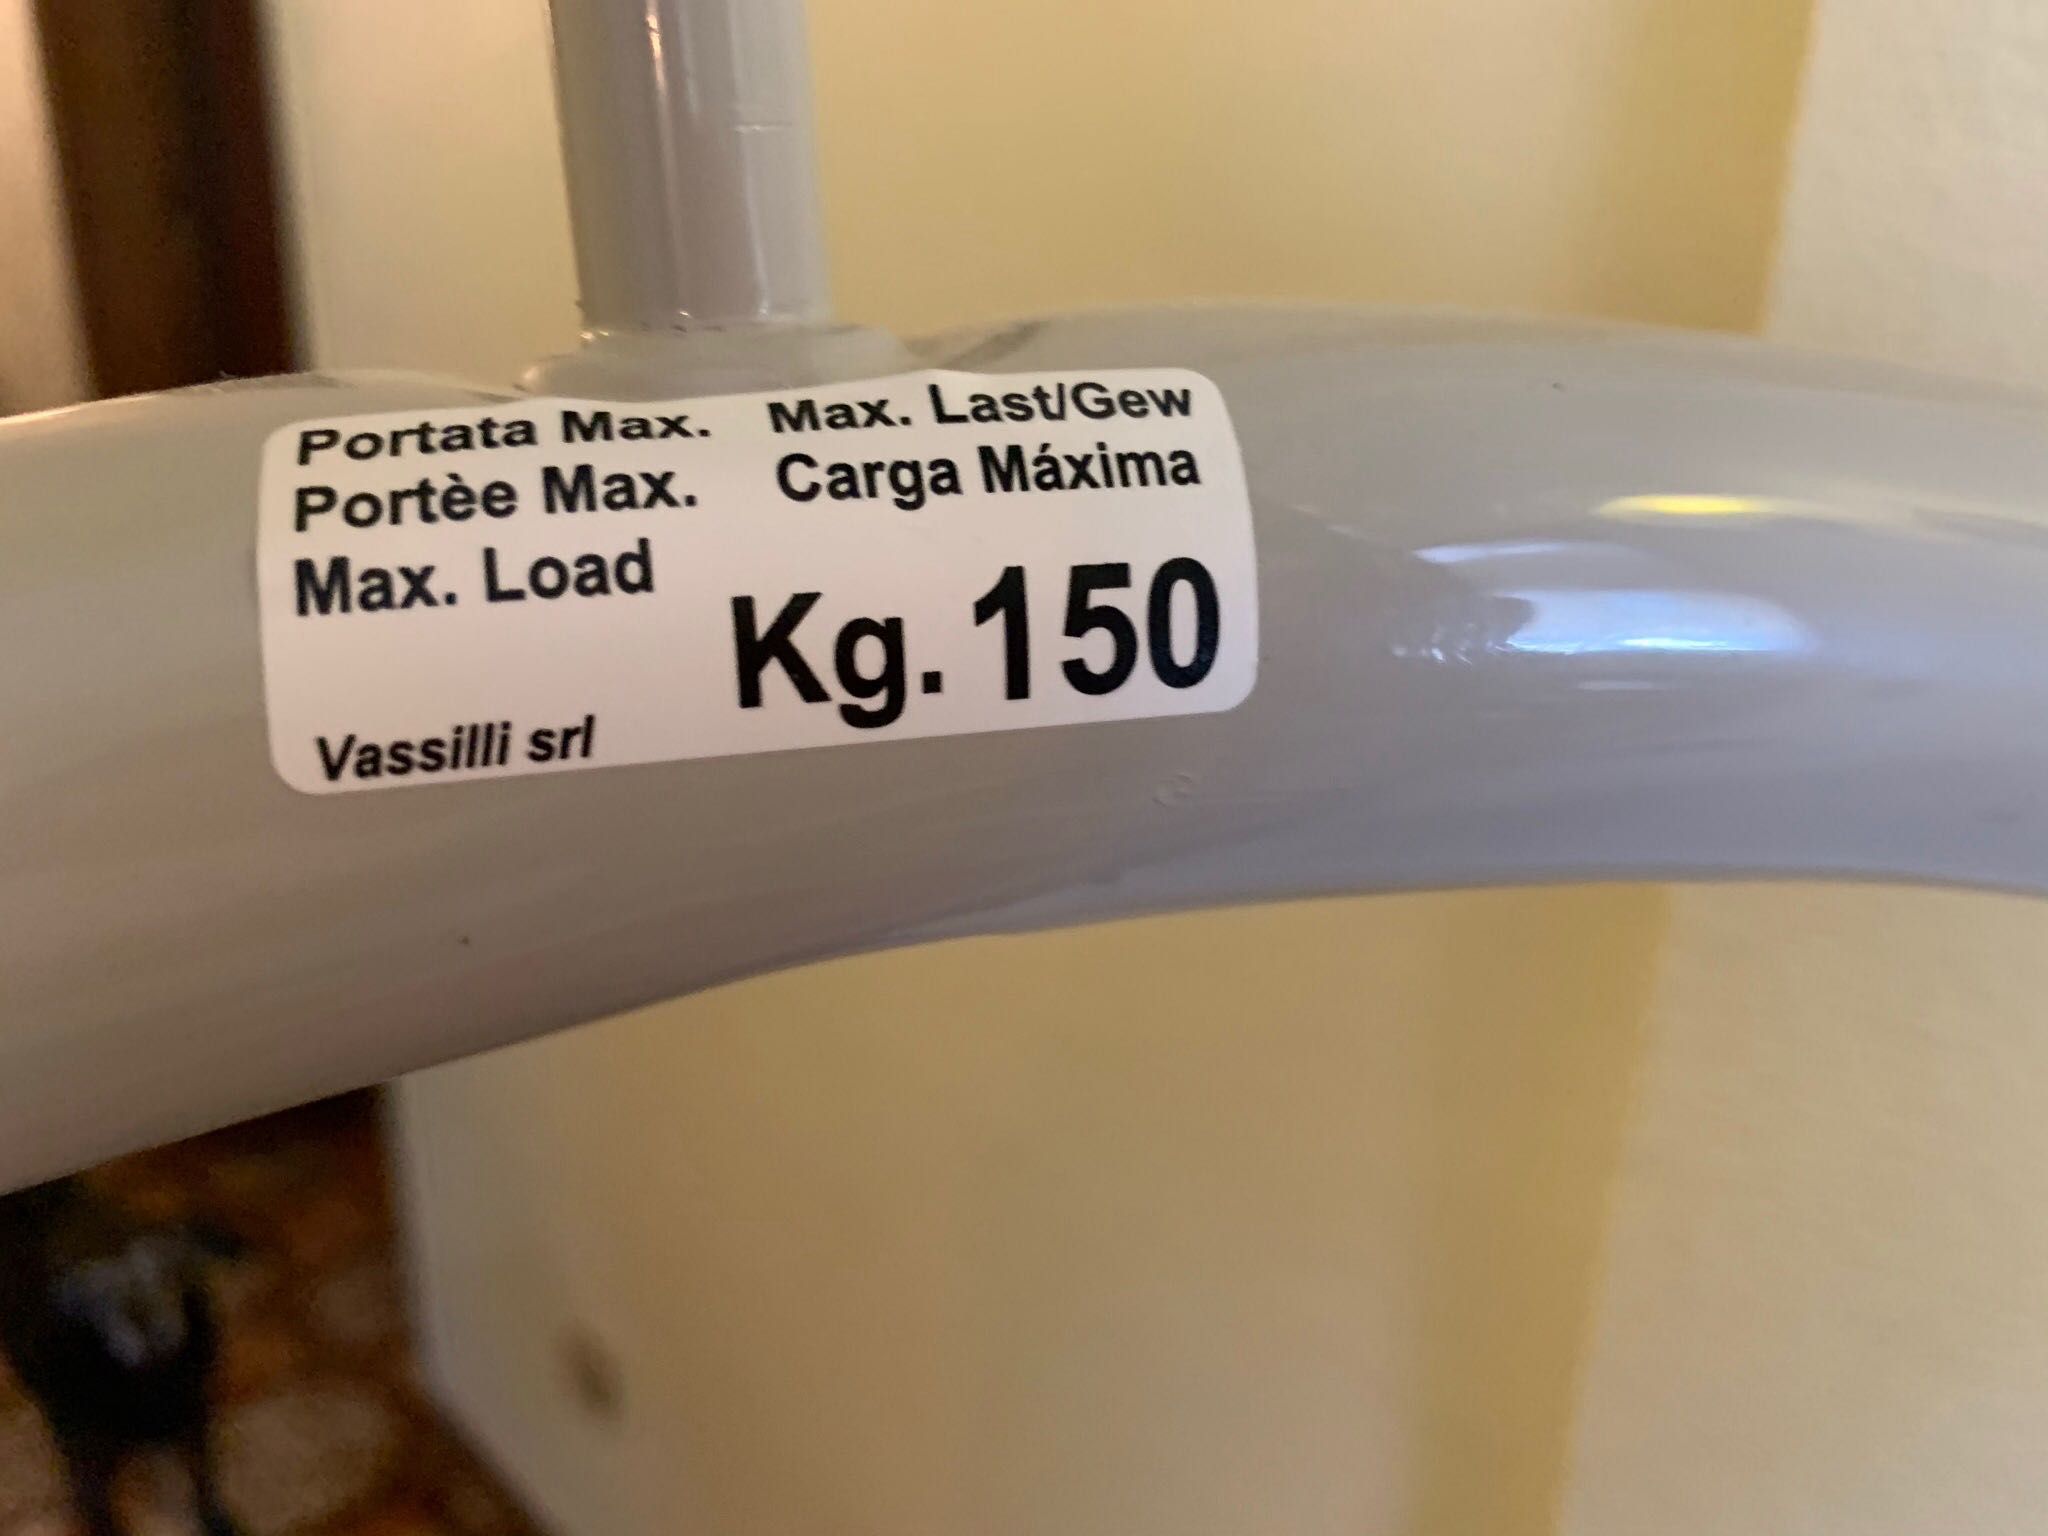 Portata Max. Max. Last/Gew
Portèe Max. Carga Máxima
Max. Load
Kg. 150
Vassilli srl